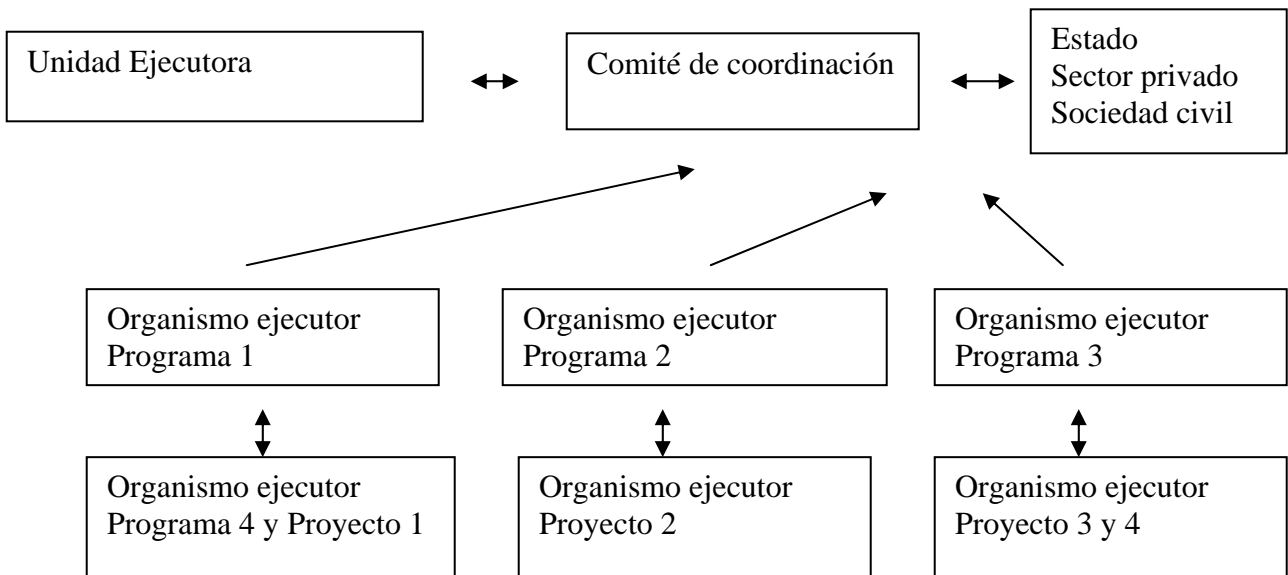 Unidad Ejecutora
Comité de coordinación
Estado
Sector privado
Sociedad civil
Organismo ejecutor
Programa 1
Organismo ejecutor
Programa 2
Organismo ejecutor
Programa 3
Organismo ejecutor
Programa 4 y Proyecto 1
Organismo ejecutor
Proyecto 2
Organismo ejecutor
Proyecto 3 y 4